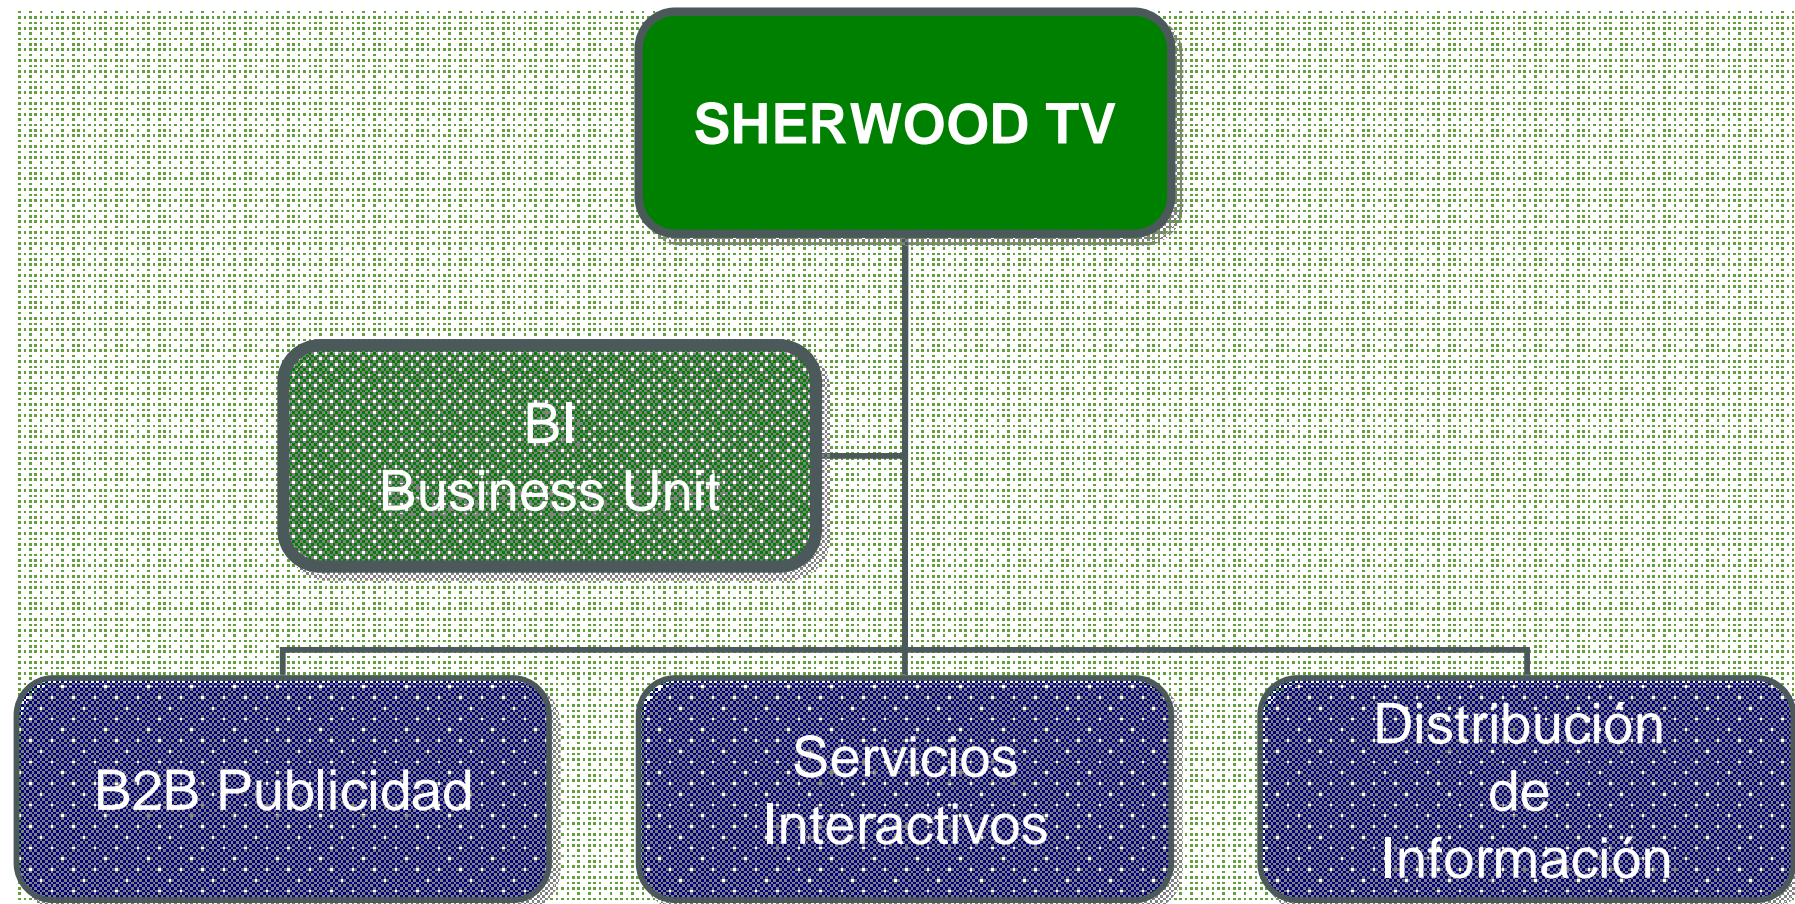 SHERWOOD TV
BI
Business Unit
B2B Publicidad
Servicios
Interactivos
Distribución
de
Información